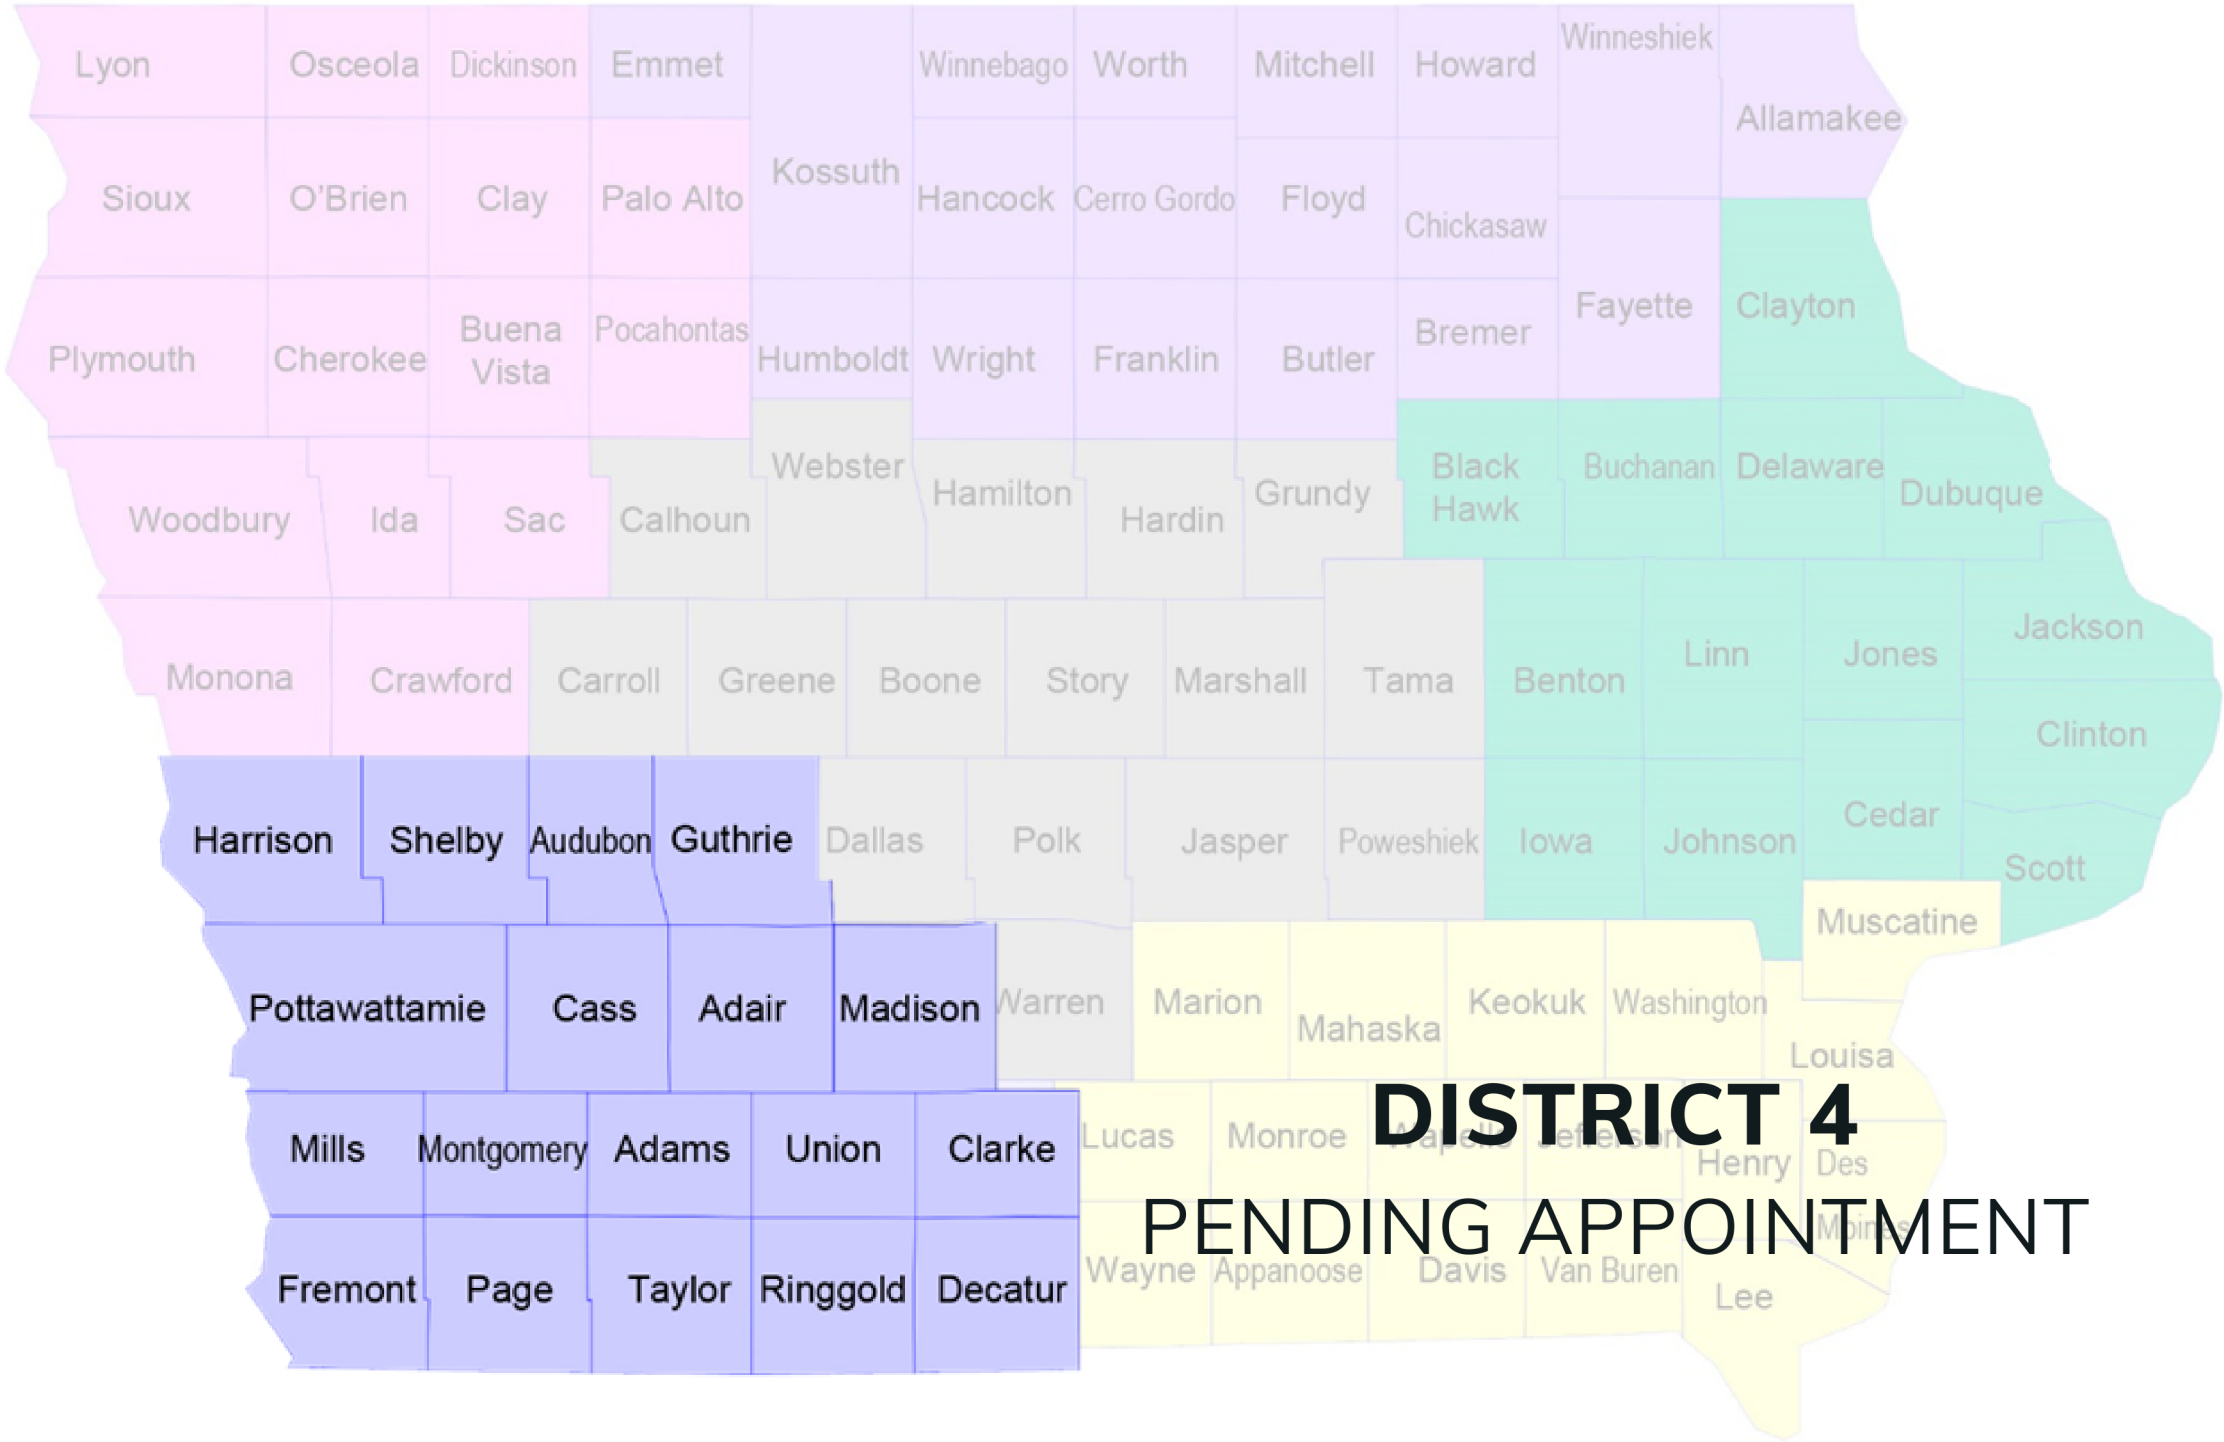 Lyon
Osceola
Dickinson
Emmet
Winnebago
Worth
Mitchell
Howard
Winneshiek
Allamakee
Kossuth
Sioux
O'Brien
Clay
Palo Alto
Hancock
Cerro Gordo
Floyd
Chickasaw
Plymouth
Cherokee
Buena
Vista
Pocahontas
Humboldt
Wright
Franklin
Butler
Bremer
Fayette
Clayton
Woodbury
Ida
Sac
Calhoun
Webster
Hamilton
Hardin
Grundy
Black
Hawk
Buchanan
Delaware
Dubuque
Monona
Crawford
Carroll
Greene
Boone
Story
Marshall
Tama
Benton
Linn
Jones
Jackson
Clinton
Harrison
Shelby
Audubon
Guthrie
Dallas
Polk
Jasper
Poweshiek
Iowa
Johnson
Cedar
Scott
Muscatine
Pottawattamie
Cass
Adair
Madison
Warren
Marion
Mahaska
Keokuk
Washington
Louisa
DISTRICT 4
Mills
Montgomery
Adams
Union
Clarke
Lucas
Monroe
Wapello
Jefferson
Henry
Des
Moines
PENDING APPOINTMENT
Fremont
Page
Taylor
Ringgold
Decatur
Wayne
Appanoose
Davis
Van Buren
Lee